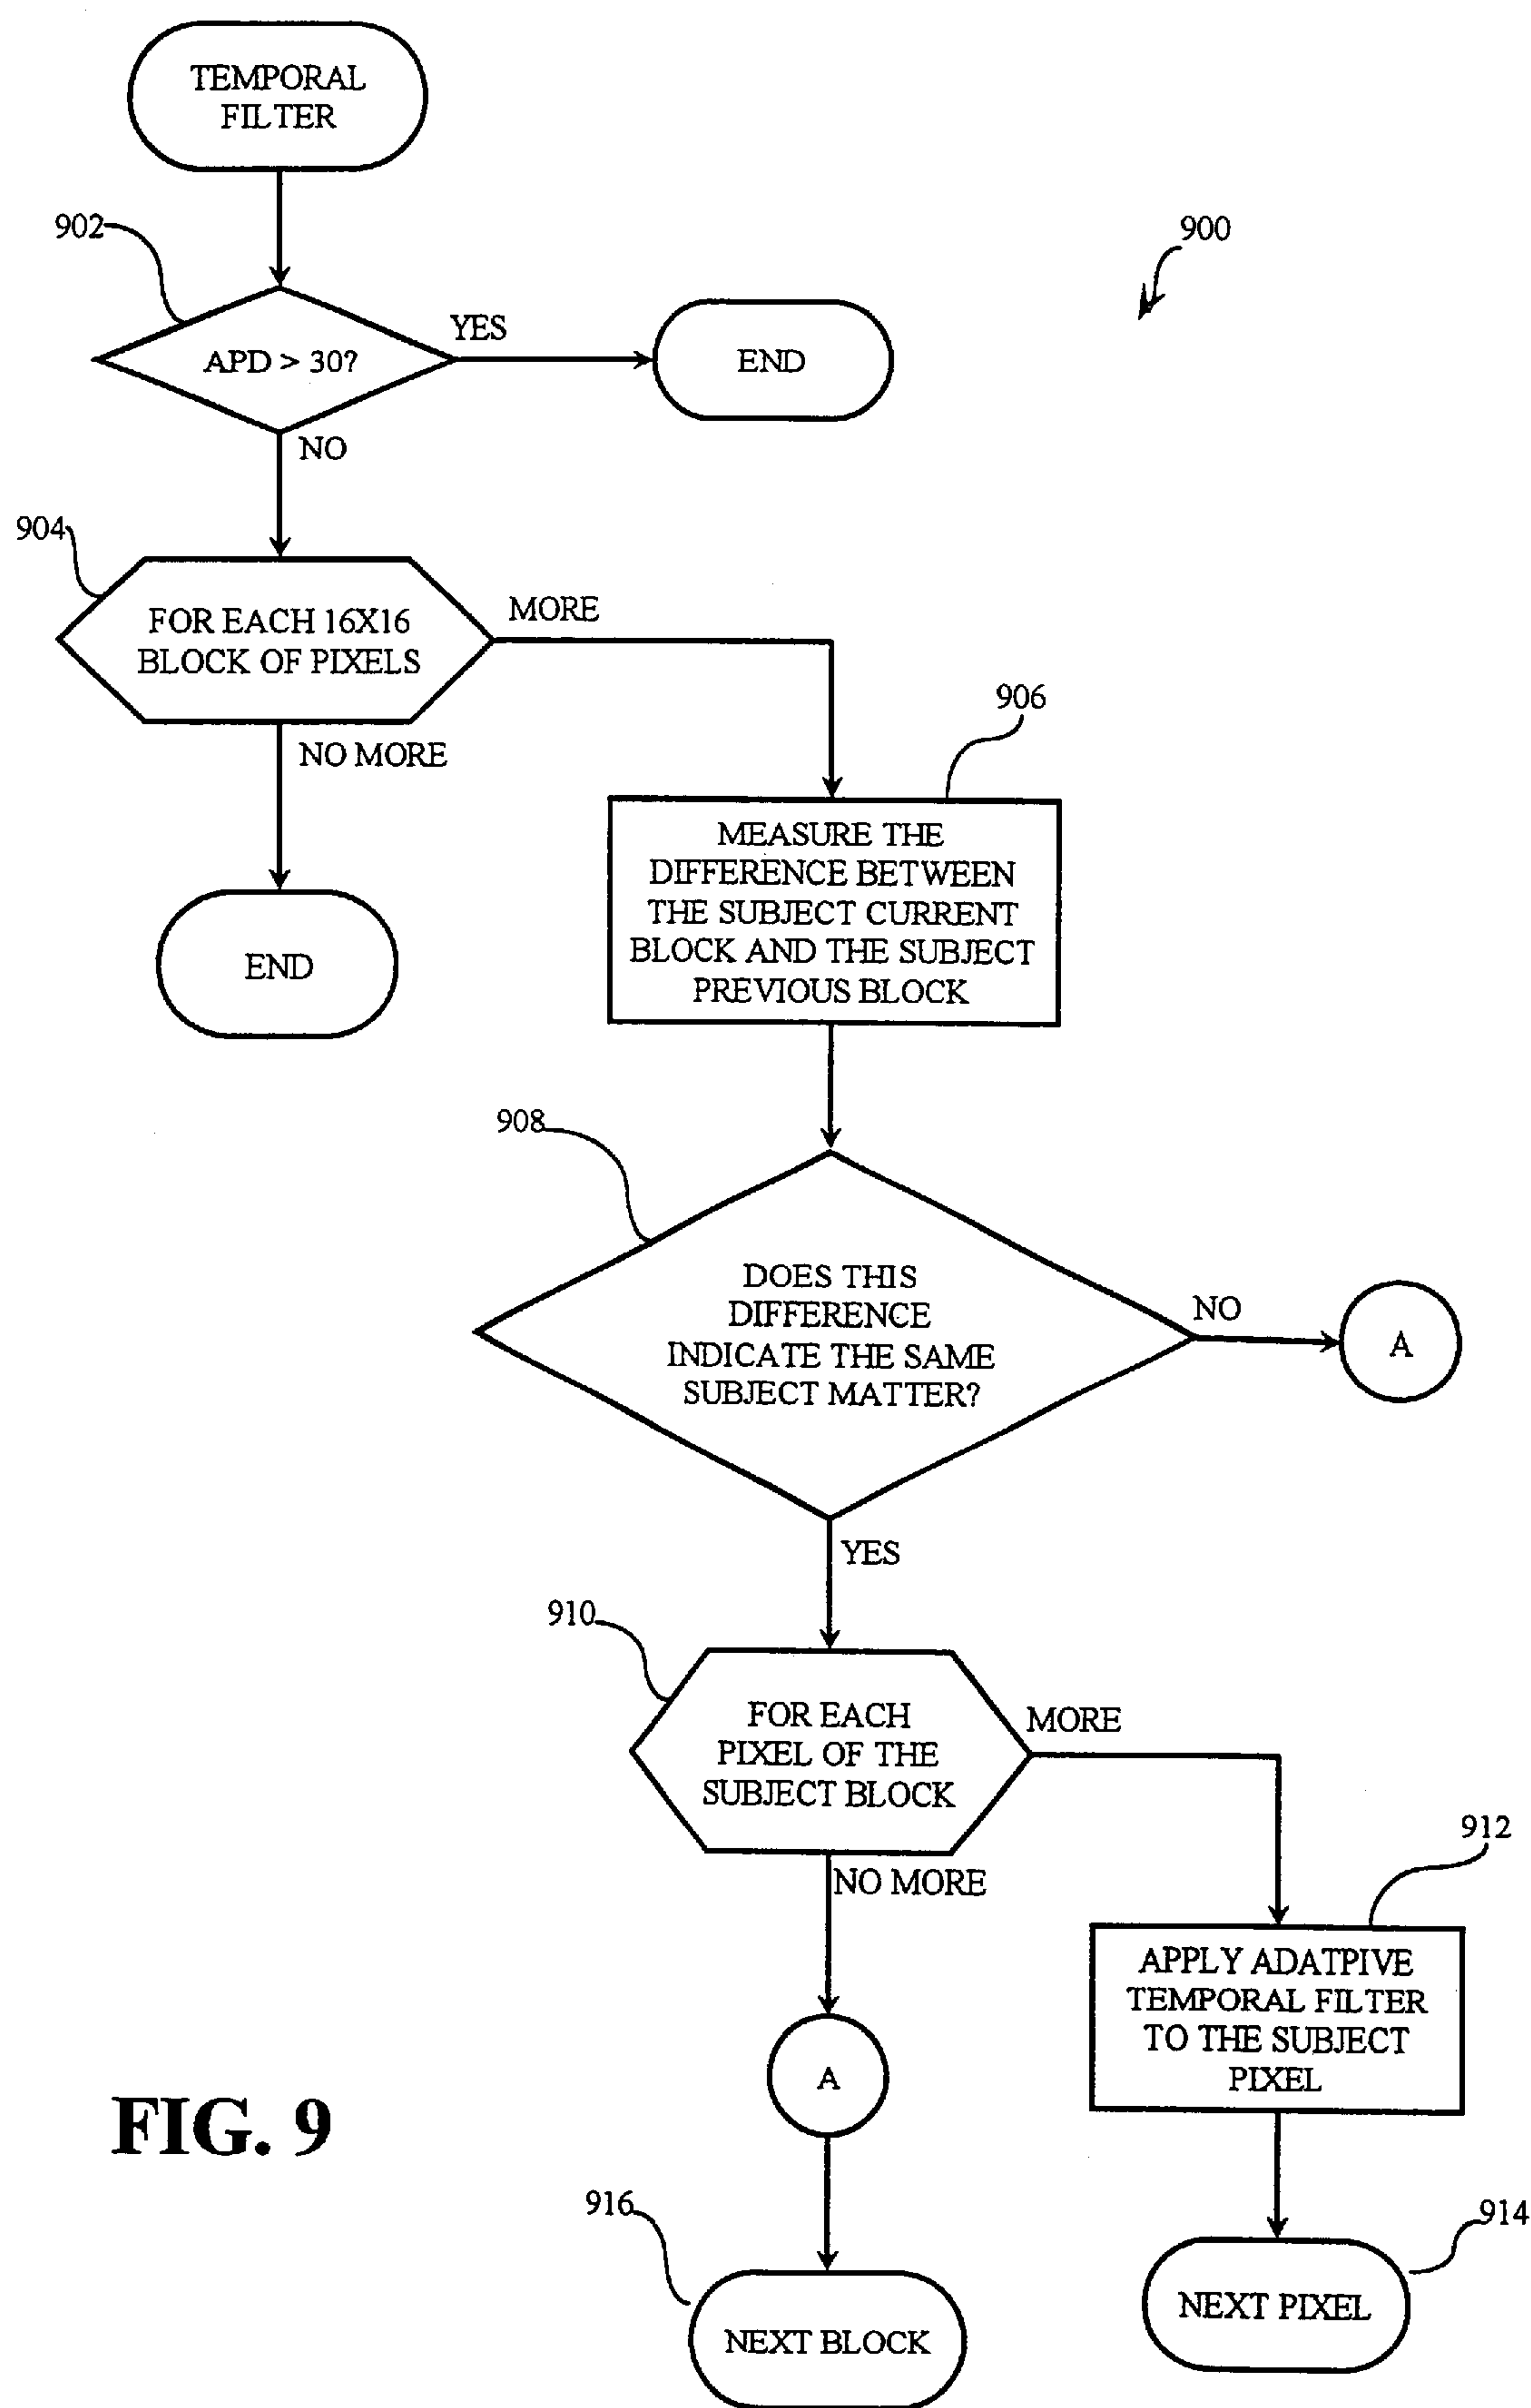 TEMPORAL
FILTER
902
900
APD > 30?
YES
END
NO
904
FOR EACH 16X16
BLOCK OF PIXELS
MORE
NO MORE
END
906
MEASURE THE
DIFFERENCE BETWEEN
THE SUBJECT CURRENT
BLOCK AND THE SUBJECT
PREVIOUS BLOCK
908
DOES THIS
DIFFERENCE
INDICATE THE SAME
SUBJECT MATTER?
NO
A
YES
910
FOR EACH
PIXEL OF THE
SUBJECT BLOCK
MORE
NO MORE
912
APPLY ADATPIVE
TEMPORAL FILTER
TO THE SUBJECT
PIXEL
A
914
NEXT PIXEL
916
NEXT BLOCK
FIG. 9